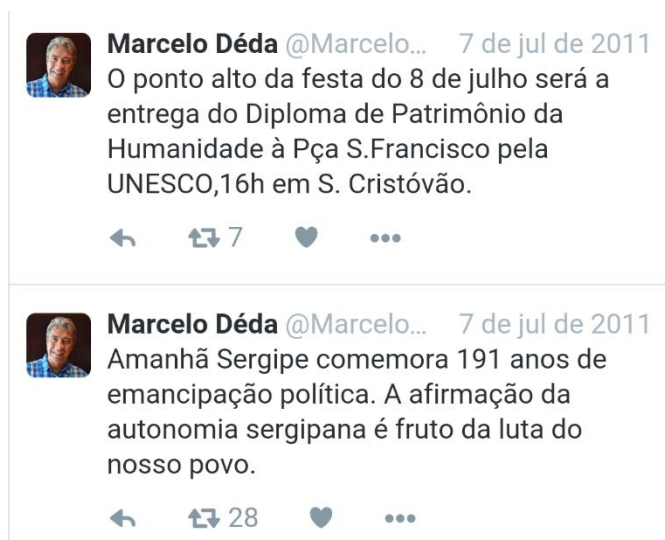 Marcelo Déda @Marcelo... 7 de jul de 2011
O ponto alto da festa do 8 de julho será a
entrega do Diploma de Patrimônio da
Humanidade à Pça S.Francisco pela
UNESCO,16h em S. Cristóvão.
7
Marcelo Déda @Marcelo... 7 de jul de 2011
Amanhã Sergipe comemora 191 anos de
emancipação política. A afirmação da
autonomia sergipana é fruto da luta do
nosso povo.
28